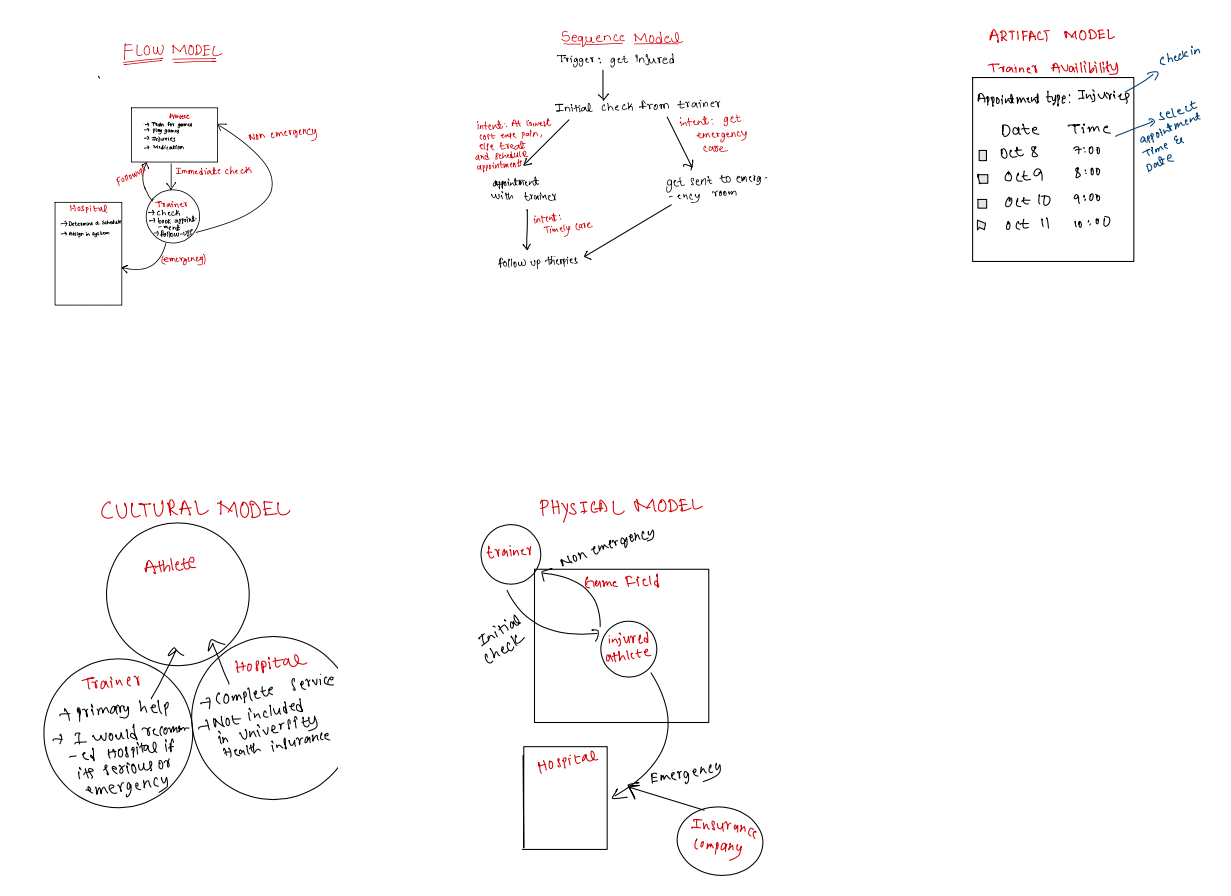 FLOW MODEL
Athlete
→ Train for games
→ Play games
→ Injuries
→ Medication
Non emergency
Followup
Immediate check
Trainer
→ Check
→ book appoint
- ment
→ follow-ups
Hospital
→ Determine a Schedule
→ Assign in system
(emergency)
Sequence Model
Trigger: get injured
Initial check from trainer
intent: At lowest
cost ease pain,
and schedule
appointments
intent: get
emergency
care
appointment
with trainer
get sent to emerg-
-ency room
intent:
Timely care
follow up therpies
ARTIFACT MODEL
Trainer Availibility
Check in
Appointment type: Injuries
Date Time
Oct 8 7:00
Oct 9 8:00
Oct 10 9:00
Oct 11 10:00
Select
appointment
Time &
Date
CULTURAL MODEL
Athlete
Trainer
→ primary help
→ I would recomm
- ed Hospital if
its serious or
emergency
Hospital
→ Complete Service
→ Not included
in University
Health insurance
PHYSICAL MODEL
trainer
Non emergency
Game Field
Initial
check
injured
athlete
Hospital
Emergency
Insurance
Company